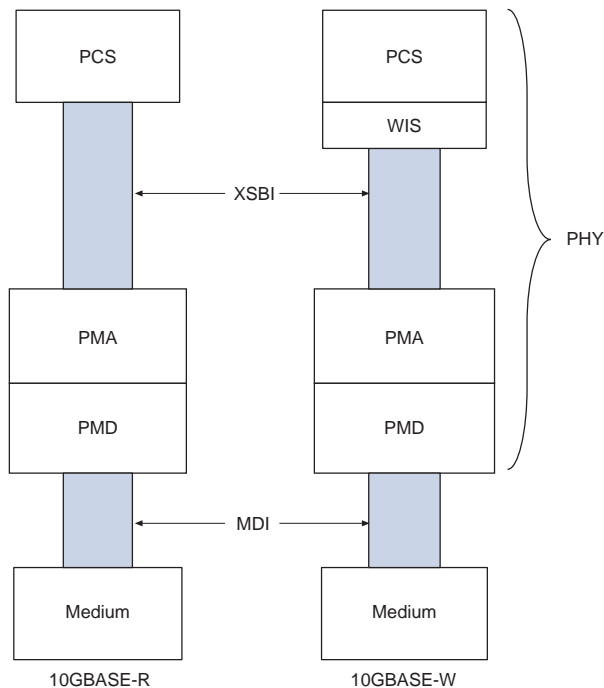 PCS
PCS
WIS
XSBI
PHY
PMA
PMA
PMD
PMD
MDI
Medium
Medium
10GBASE-R
10GBASE-W